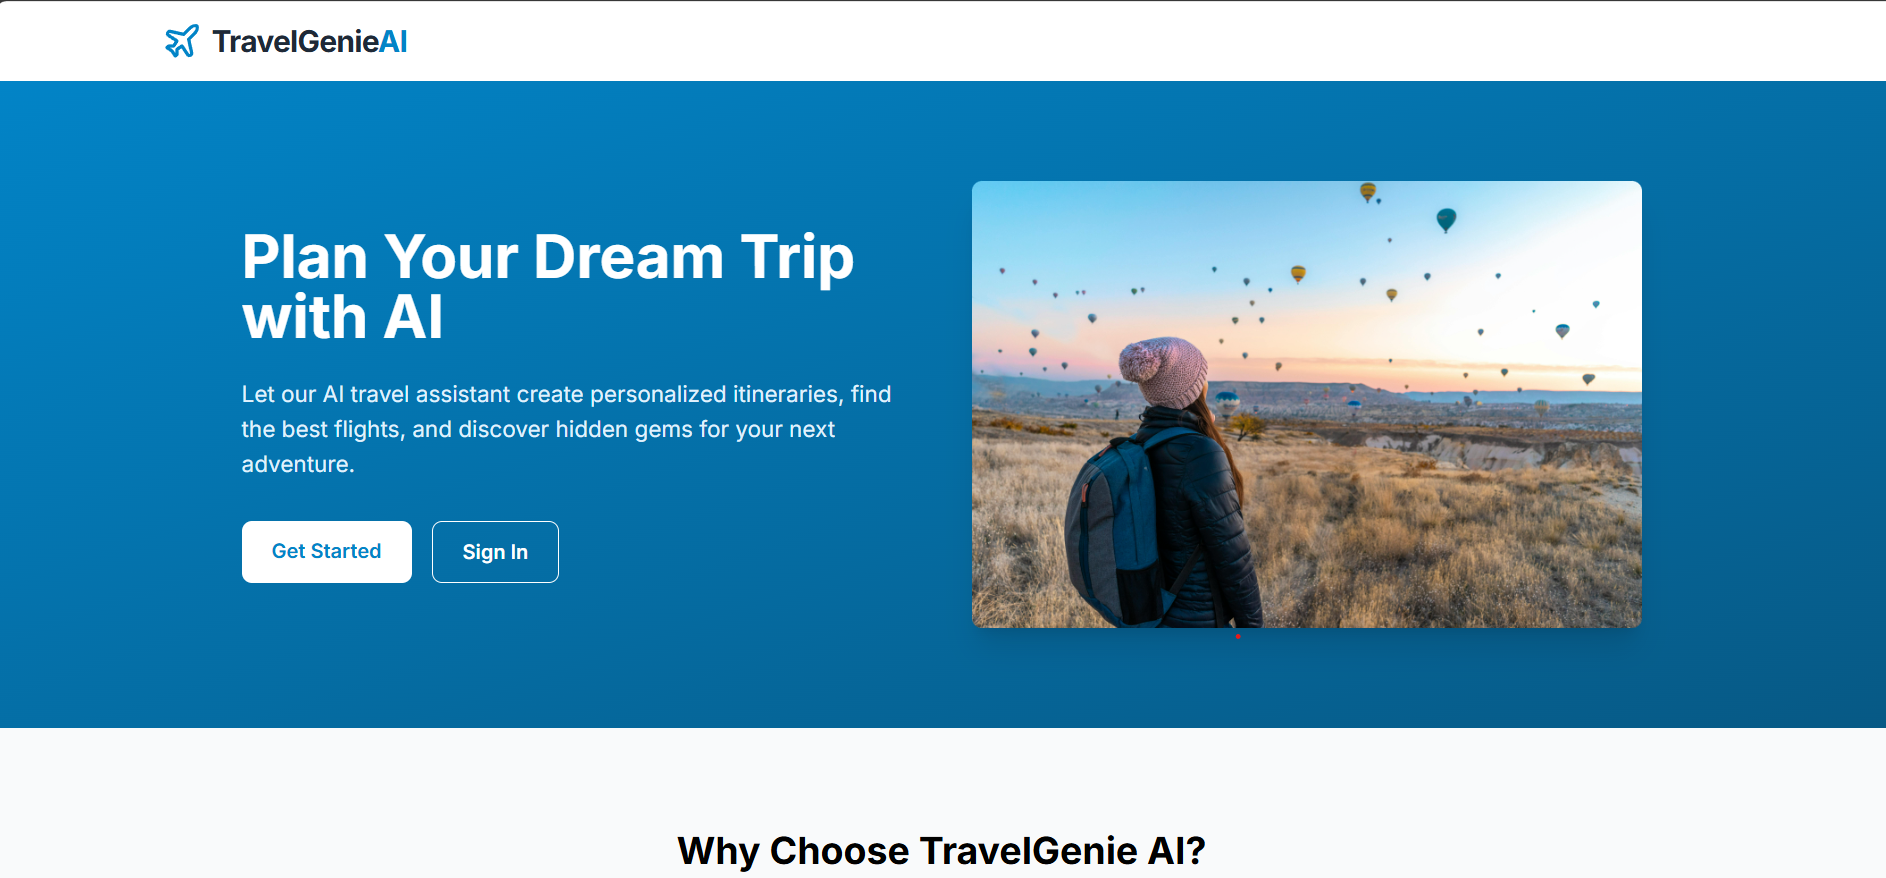 TravelGenieAI
Plan Your Dream Trip
with AI
Let our AI travel assistant create personalized itineraries, find
the best flights, and discover hidden gems for your next
adventure.
Get Started
Sign In
Why Choose TravelGenie AI?